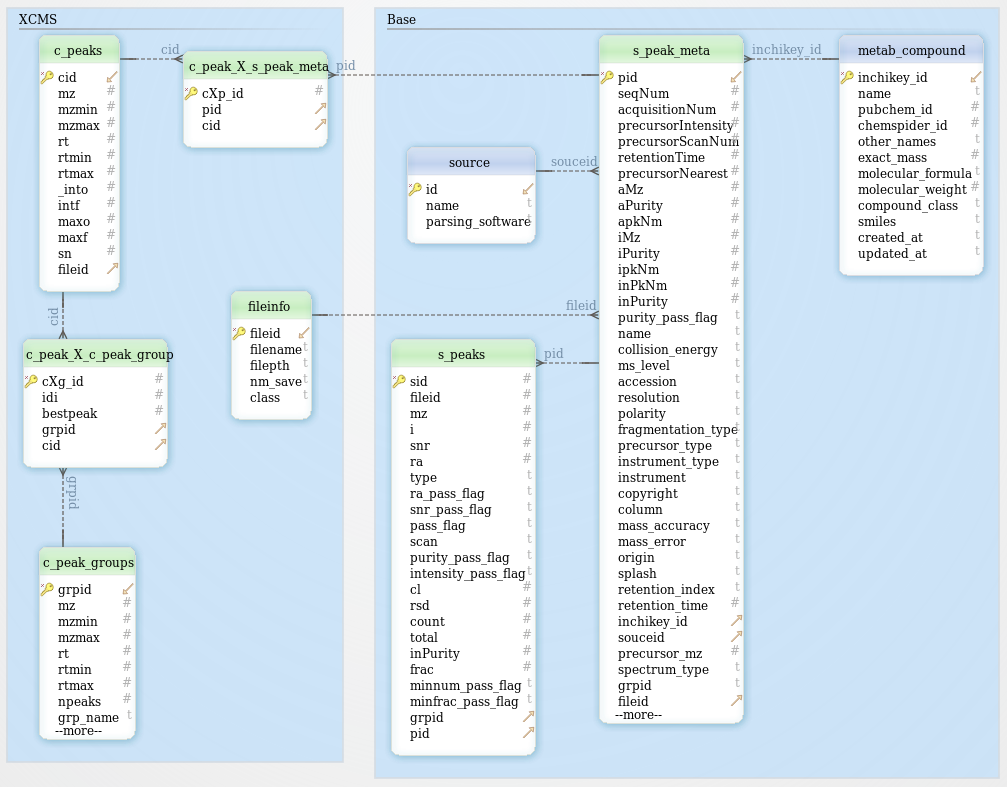 XCMS
c_peaks
cid #
mz #
mzmin #
mzmax #
rt #
rtmin #
rtmax #
_into #
intf #
maxo #
maxf #
sn #
fileid
cid
c_peak_X_s_peak_meta
cXp_id #
pid
cid
pid
cid
c_peak_X_c_peak_group
cXg_id #
idi #
bestpeak #
grpid
cid
grpid
c_peak_groups
grpid
mz #
mzmin #
mzmax #
rt #
rtmin #
rtmax #
npeaks #
grp_name t
--more--
fileinfo
fileid
filename t
filepth t
nm_save t
class t
fileid
Base
source
id
name t
parsing_software t
souceid
s_peaks
sid #
fileid #
mz #
i #
snr #
ra #
type t
ra_pass_flag t
snr_pass_flag t
pass_flag t
scan t
purity_pass_flag t
intensity_pass_flag t
cl #
rsd #
count #
total #
inPurity #
frac #
minnum_pass_flag t
minfrac_pass_flag t
grpid
pid
pid
s_peak_meta
pid
seqNum #
acquisitionNum #
precursorIntensity #
precursorScanNum #
retentionTime #
precursorNearest #
aMz #
aPurity #
apkNm #
iMz #
iPurity #
ipkNm #
inPkNm #
inPurity #
purity_pass_flag t
name t
collision_energy t
ms_level t
accession t
resolution t
polarity t
fragmentation_type t
precursor_type t
instrument_type t
instrument t
copyright t
column t
mass_accuracy t
mass_error t
origin t
splash t
retention_index t
retention_time #
inchikey_id
souceid
precursor_mz #
spectrum_type t
grpid t
fileid
--more--
inchikey_id
metab_compound
inchikey_id
name t
pubchem_id #
chemspider_id #
other_names t
exact_mass #
molecular_formula t
molecular_weight #
compound_class t
smiles t
created_at t
updated_at t